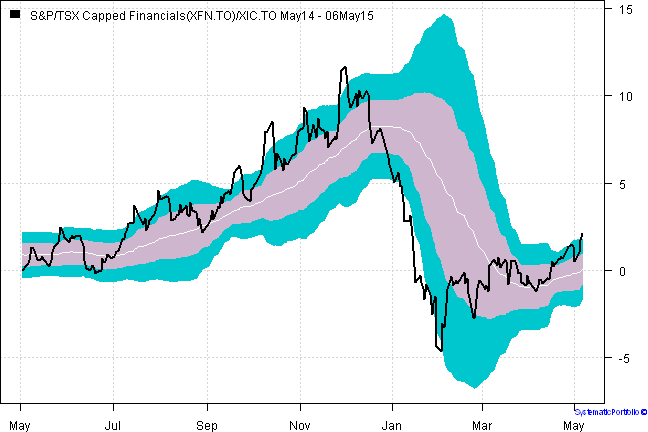 S&P/TSX Capped Financials(XFN.TO)/XIC.TO May14 - 06May15
15
10
5
0
-5
SystematicPortfolio ©
May Jul Sep Nov Jan Mar May